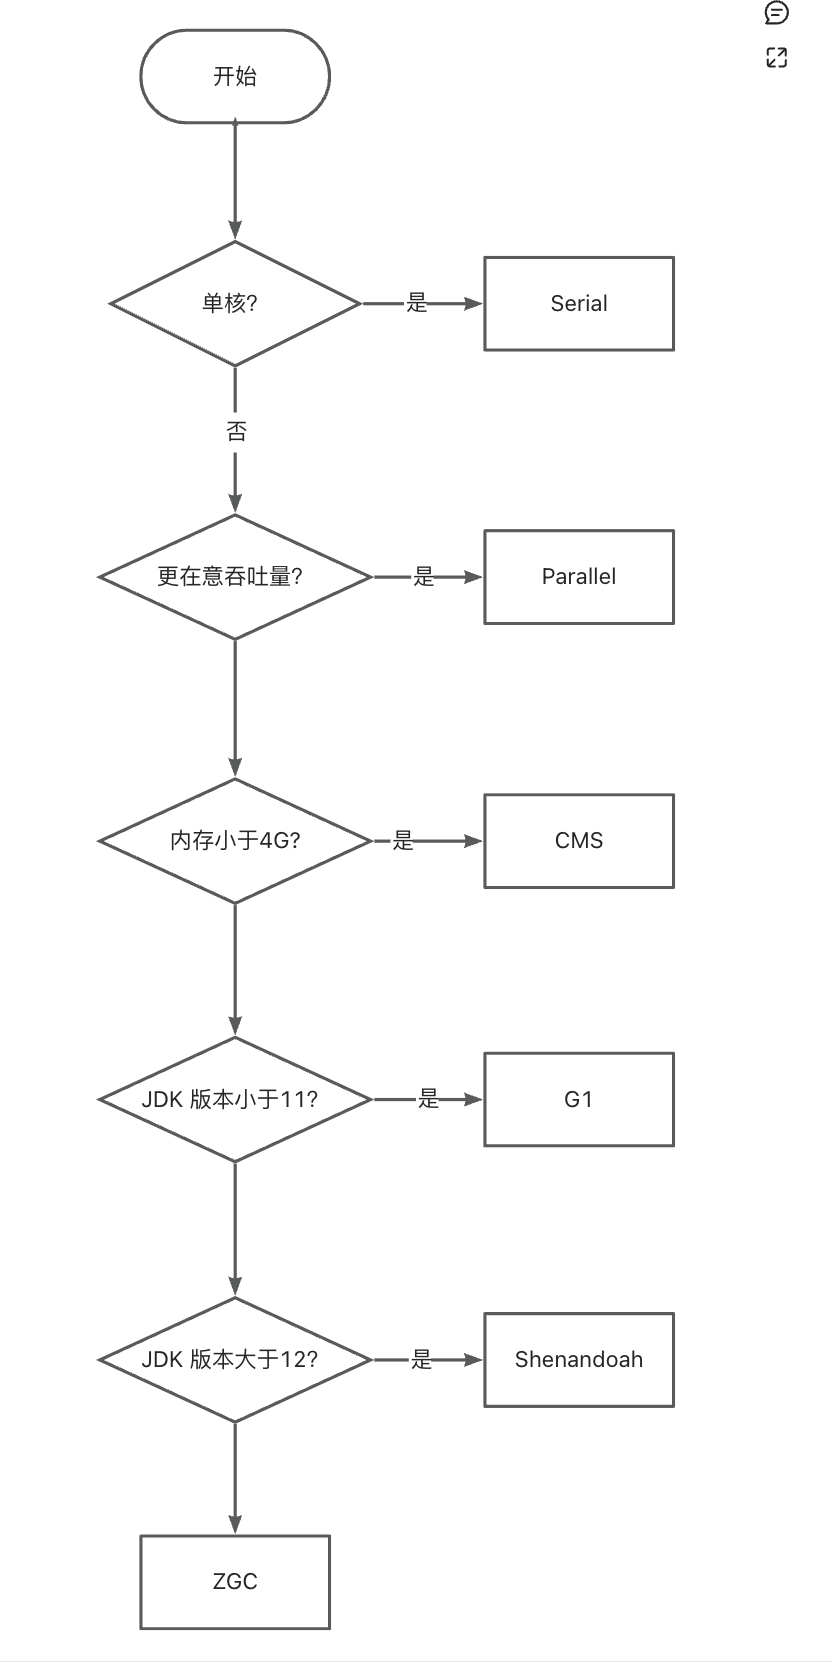 开始
单核?
是
Serial
否
更在意吞吐量?
是
Parallel
内存小于4G?
是
CMS
JDK 版本小于11?
是
G1
JDK 版本大于12?
是
Shenandoah
ZGC